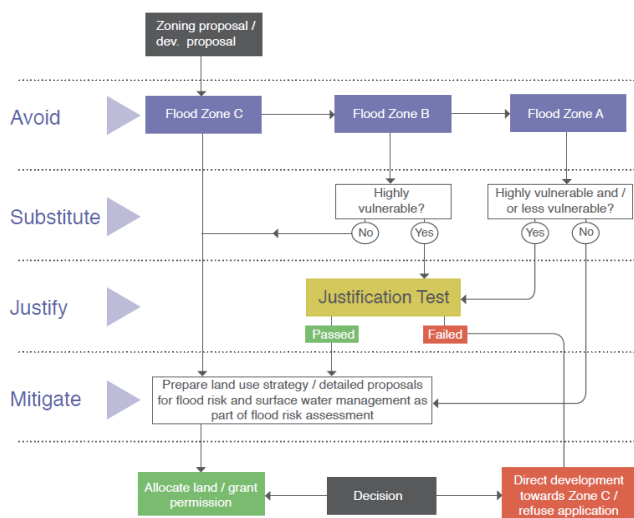 Zoning proposal /
dev. proposal
Avoid
Flood Zone C
Flood Zone B
Flood Zone A
Substitute
Highly
vulnerable?
Highly vulnerable and /
or less vulnerable?
No
Yes
Yes
No
Justify
Justification Test
Passed
Failed
Mitigate
Prepare land use strategy / detailed proposals
for flood risk and surface water management as
part of flood risk assessment
Allocate land / grant
permission
Decision
Direct development
towards Zone C /
refuse application